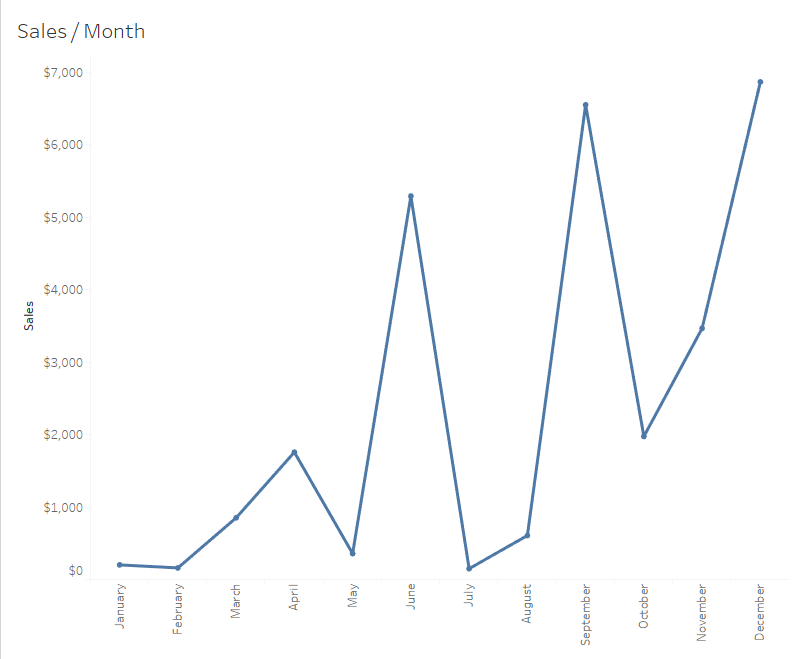 Sales / Month
$7,000
$6,000
$5,000
$4,000
$3,000
$2,000
$1,000
$0
Sales
January
February
March
April
May
June
July
August
September
October
November
December